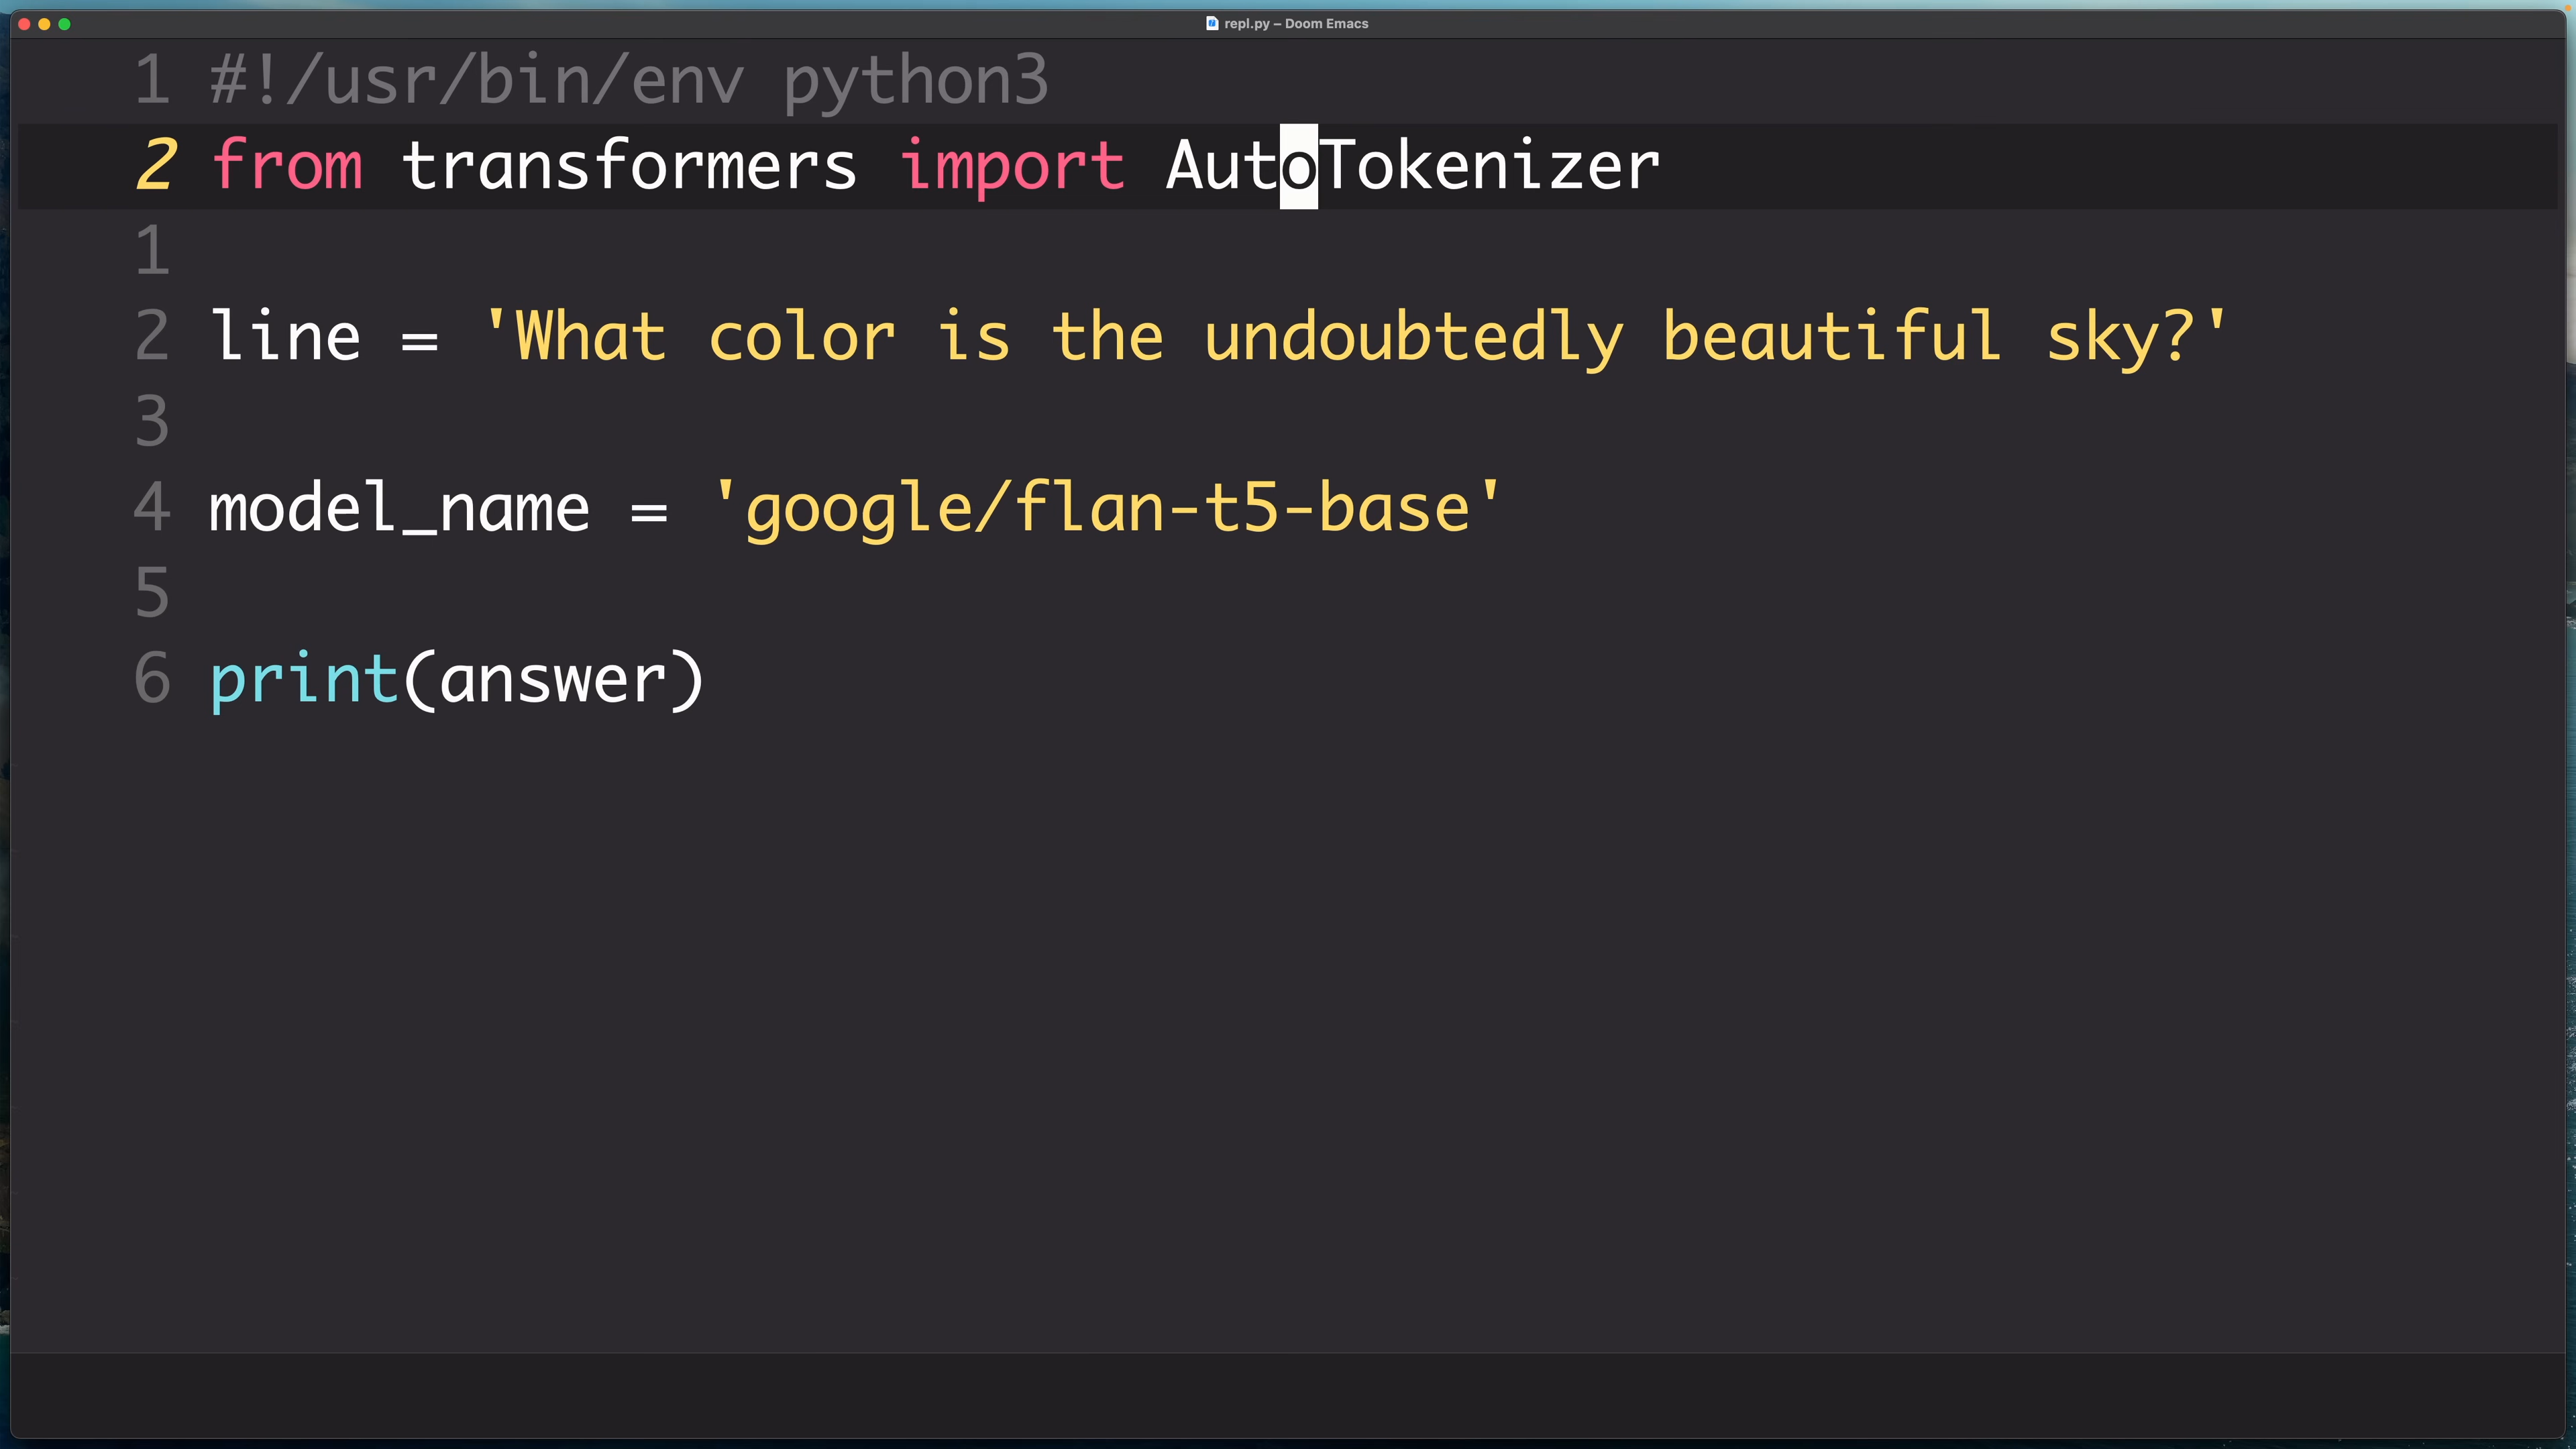 repl.py – Doom Emacs
1 #!/usr/bin/env python3
2 from transformers import AutoTokenizer
1
2 line = 'What color is the undoubtedly beautiful sky?'
3
4 model_name = 'google/flan-t5-base'
5
6 print(answer)